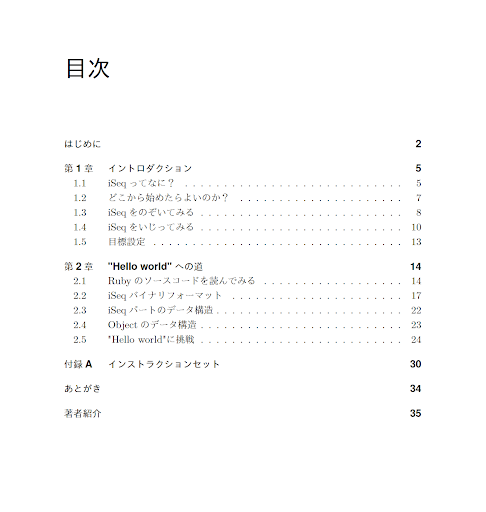 目次
はじめに 2
第 1 章 イントロダクション 5
1.1 iSeq ってなに？ . . . . . . . . . . . . . . . . . . . . . . . . . . . 5
1.2 どこから始めたらよいのか？ . . . . . . . . . . . . . . . . . . . . 7
1.3 iSeq をのぞいてみる . . . . . . . . . . . . . . . . . . . . . . . . . 8
1.4 iSeq をいじってみる . . . . . . . . . . . . . . . . . . . . . . . . . 10
1.5 目標設定 . . . . . . . . . . . . . . . . . . . . . . . . . . . . . . . 13
第 2 章 "Hello world" への道 14
2.1 Ruby のソースコードを読んでみる . . . . . . . . . . . . . . . . . 14
2.2 iSeq バイナリフォーマット . . . . . . . . . . . . . . . . . . . . . 17
2.3 iSeq パートのデータ構造 . . . . . . . . . . . . . . . . . . . . . . . 22
2.4 Object のデータ構造 . . . . . . . . . . . . . . . . . . . . . . . . . 23
2.5 "Hello world"に挑戦 . . . . . . . . . . . . . . . . . . . . . . . . . 24
付録 A インストラクションセット 30
あとがき 34
著者紹介 35